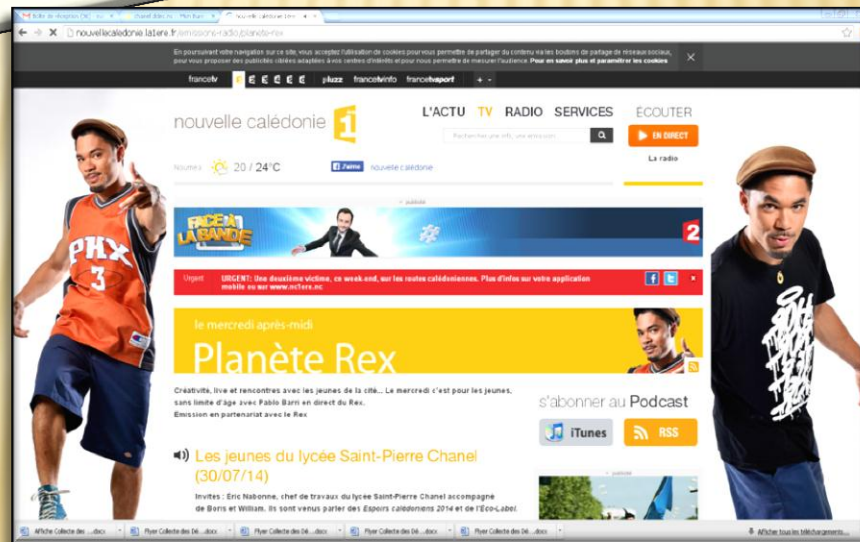 nouvellecaledonie.la1ere.fr/emissions-radio/planete-rex
En poursuivant votre navigation sur ce site, vous acceptez l'utilisation de cookies pour vous permettre de partager du contenu via les boutons de partage de réseaux sociaux,
pour vous proposer des publicités ciblées adaptées à vos centres d'intérêts et pour nous permettre de mesurer l'audience. Pour en savoir plus et paramétrer les cookies
francetv pluzz francetvinfo francetvsport
nouvelle calédonie 1
L'ACTU TV RADIO SERVICES
ÉCOUTER
Rechercher une info, une émission
EN DIRECT
La radio
Nouméa 20 / 24°C
J'aime nouvelle calédonie
publicité
FACE À
LA BANDE
#
2
Urgent URGENT: Une deuxième victime, ce week-end, sur les routes calédoniennes. Plus d'infos sur votre application
mobile ou sur www.nc1ere.nc
PHX
3
le mercredi après-midi
Planète Rex
Créativité, live et rencontres avec les jeunes de la cité... Le mercredi c'est pour les jeunes,
sans limite d'âge avec Pablo Barri en direct du Rex.
Emission en partenariat avec le Rex
s'abonner au Podcast
iTunes
RSS
Les jeunes du lycée Saint-Pierre Chanel
(30/07/14)
Invités : Eric Nabonne, chef de travaux du lycée Saint-Pierre Chanel accompagné
de Boris et William. Ils sont venus parler des Espoirs calédoniens 2014 et de l'Eco-Label.
publicité
Affiche Collecte des ....docx
Flyer Collecte des Dé....docx
Flyer Collecte des Dé....docx
Flyer Collecte des Dé....docx
Flyer Collecte des Dé....docx
Afficher tous les téléchargements...